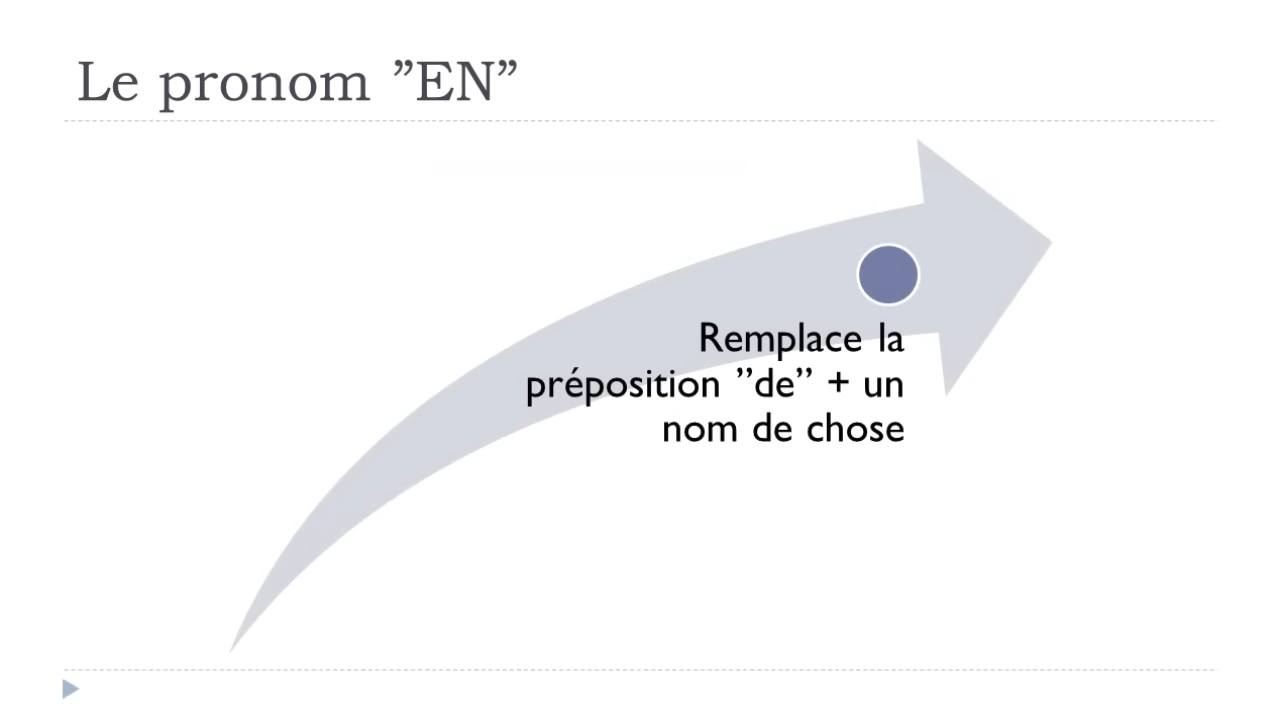 Le pronom ”EN”
Remplace la
préposition ”de” + un
nom de chose